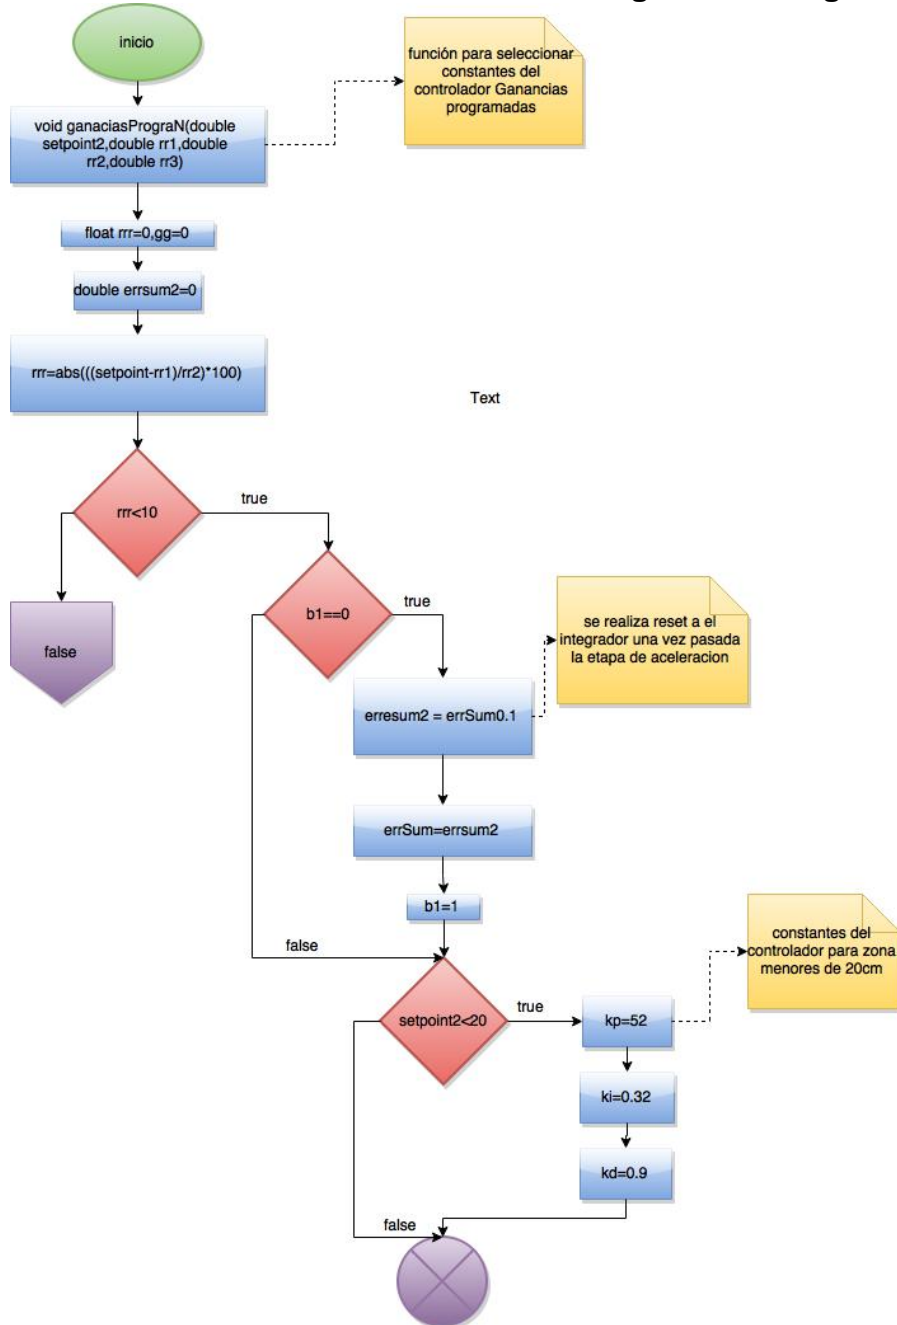 inicio
función para seleccionar
constantes del
controlador Ganancias
programadas
void ganaciasPrograN(double
setpoint2,double rr1,double
rr2,double rr3)
float rrr=0,gg=0
double errsum2=0
rrr=abs(((setpoint-rr1)/rr2)*100)
Text
rrr<10
true
false
b1==0
true
se realiza reset a el
integrador una vez pasada
la etapa de aceleracion
erresum2 = errSum0.1
errSum=errsum2
b1=1
false
constantes del
controlador para zona
menores de 20cm
setpoint2<20
true
kp=52
ki=0.32
kd=0.9
false